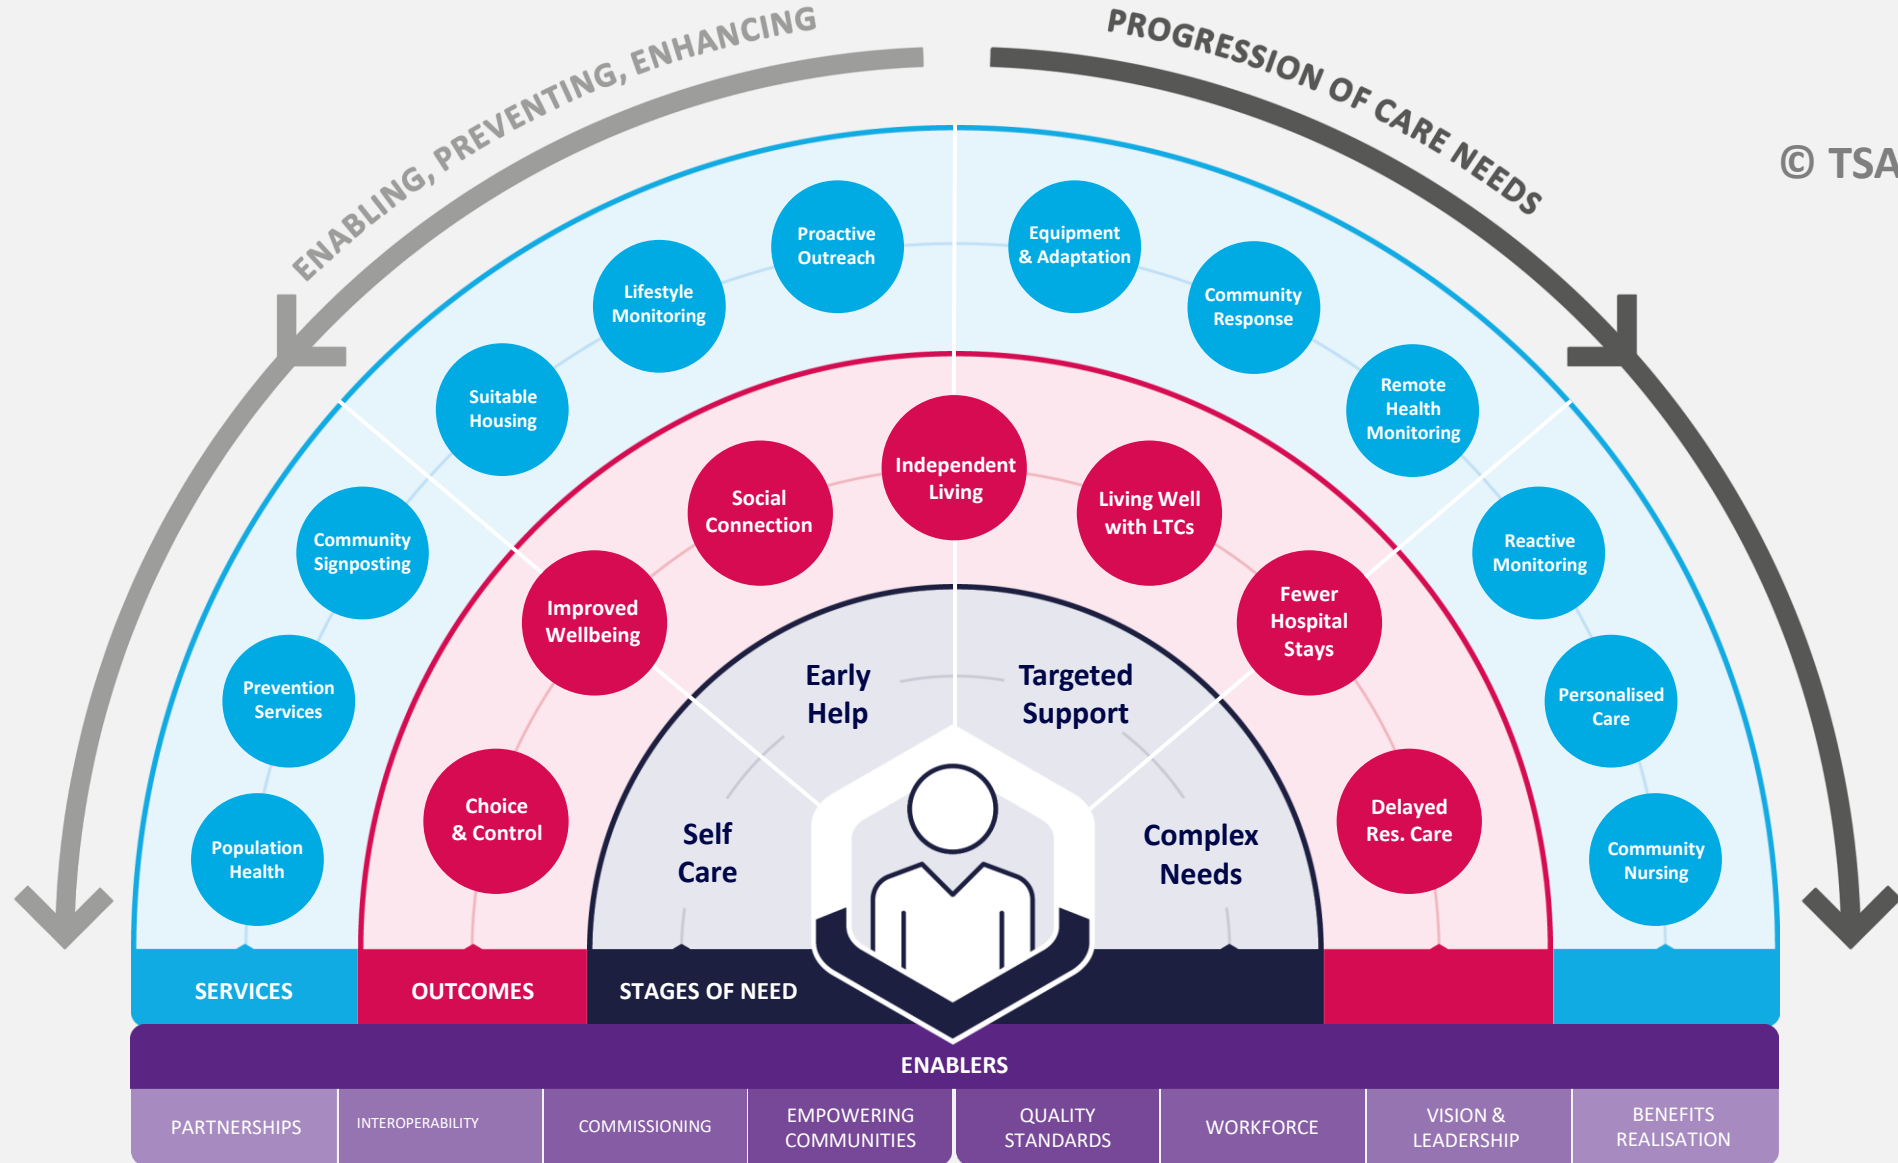 ENABLING, PREVENTING, ENHANCING
PROGRESSION OF CARE NEEDS
© TSA
Proactive
Outreach
Equipment
& Adaptation
Lifestyle
Monitoring
Community
Response
Suitable
Housing
Remote
Health
Monitoring
Community
Signposting
Reactive
Monitoring
Prevention
Services
Personalised
Care
Population
Health
Community
Nursing
Independent
Living
Social
Connection
Living Well
with LTCs
Improved
Wellbeing
Fewer
Hospital
Stays
Choice
& Control
Delayed
Res. Care
Early
Help
Targeted
Support
Self
Care
Complex
Needs
SERVICES
OUTCOMES
STAGES OF NEED
ENABLERS
PARTNERSHIPS
INTEROPERABILITY
COMMISSIONING
EMPOWERING
COMMUNITIES
QUALITY
STANDARDS
WORKFORCE
VISION &
LEADERSHIP
BENEFITS
REALISATION